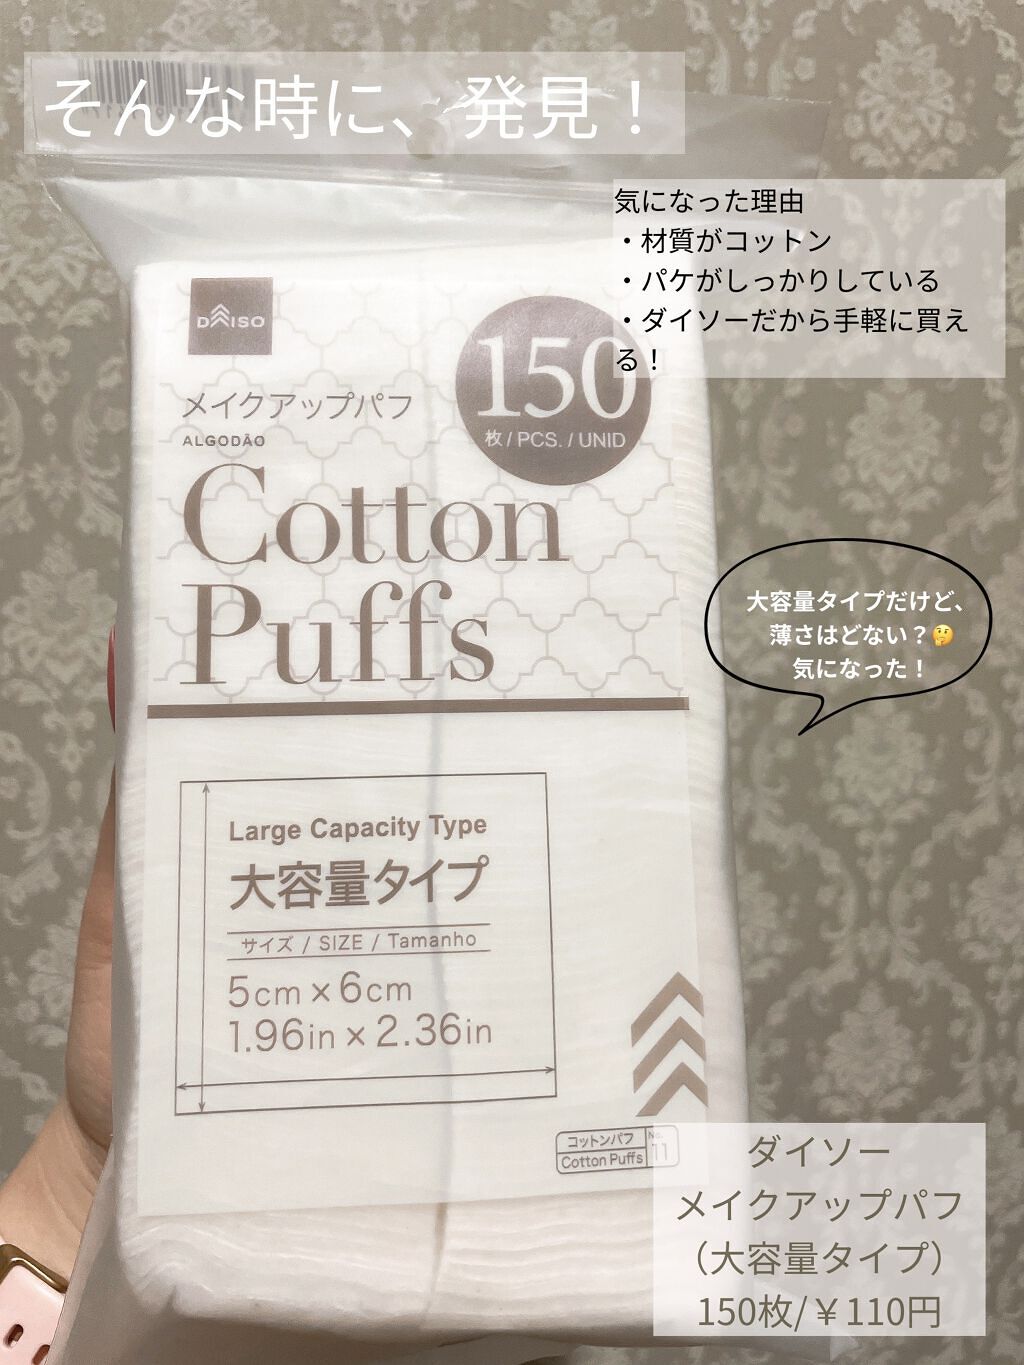 そんな時に、発見！
気になった理由
・材質がコットン
・パケがしっかりしている
・ダイソーだから手軽に買え
る！
DAISO
150
枚 / PCS. / UNID
メイクアップパフ
ALGODÃO
Cotton
Puffs
大容量タイプだけど、
薄さはどない？🤔
気になった！
Large Capacity Type
大容量タイプ
サイズ / SIZE / Tamanho
5cm×6cm
1.96in×2.36in
コットンパフ
Cotton Puffs
No.
11
ダイソー
メイクアップパフ
（大容量タイプ）
150枚/￥110円